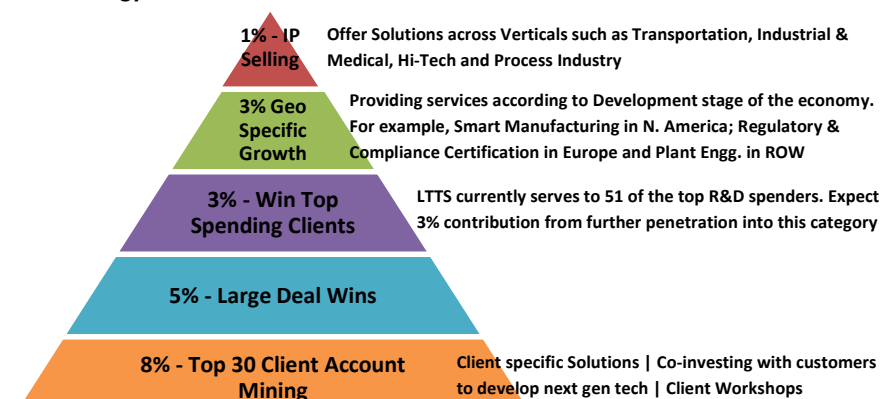 1% - IP
Selling
Offer Solutions across Verticals such as Transportation, Industrial &
Medical, Hi-Tech and Process Industry
3% Geo
Specific
Growth
Providing services according to Development stage of the economy.
For example, Smart Manufacturing in N. America; Regulatory &
Compliance Certification in Europe and Plant Engg. in ROW
3% - Win Top
Spending Clients
LTTS currently serves to 51 of the top R&D spenders. Expect
3% contribution from further penetration into this category
5% - Large Deal Wins
8% - Top 30 Client Account
Mining
Client specific Solutions | Co-investing with customers
to develop next gen tech | Client Workshops